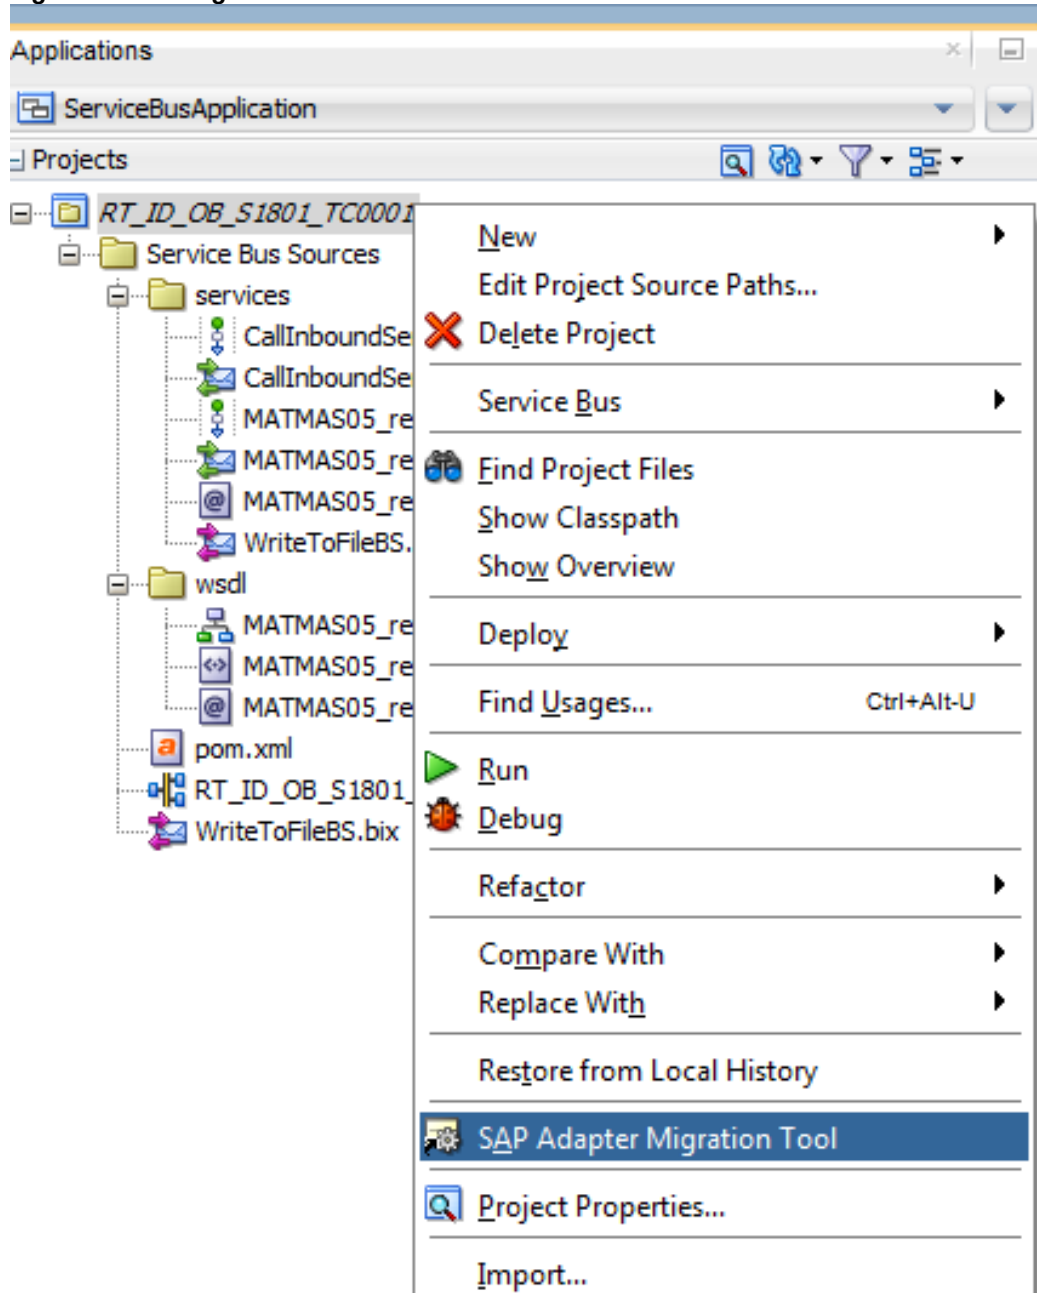 Applications
ServiceBusApplication
Projects
RT_ID_OB_S1801_TC0001
Service Bus Sources
services
CallInboundSe
CallInboundSe
MATMAS05_re
MATMAS05_re
MATMAS05_re
WriteToFileBS.
wsdl
MATMAS05_re
MATMAS05_re
MATMAS05_re
pom.xml
RT_ID_OB_S1801_
WriteToFileBS.bix
New
Edit Project Source Paths...
Delete Project
Service Bus
Find Project Files
Show Classpath
Show Overview
Deploy
Find Usages... Ctrl+Alt-U
Run
Debug
Refactor
Compare With
Replace With
Restore from Local History
SAP Adapter Migration Tool
Project Properties...
Import...